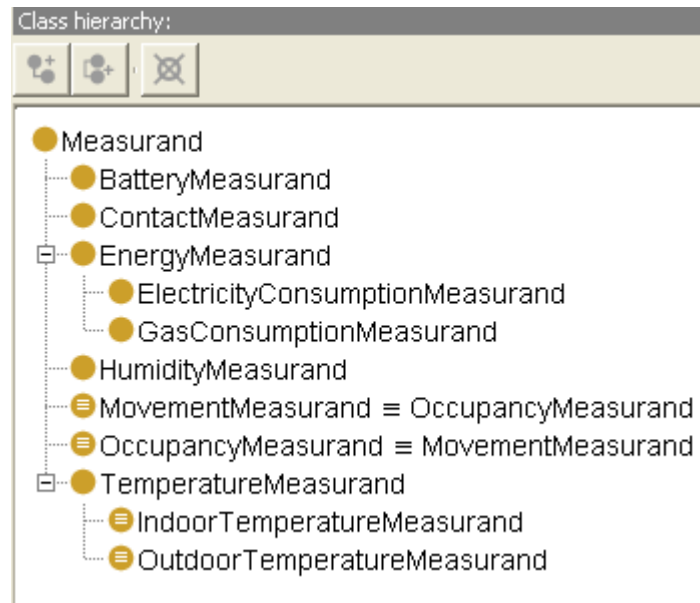 Class hierarchy:
Measurand
BatteryMeasurand
ContactMeasurand
EnergyMeasurand
ElectricityConsumptionMeasurand
GasConsumptionMeasurand
HumidityMeasurand
MovementMeasurand ≡ OccupancyMeasurand
OccupancyMeasurand ≡ MovementMeasurand
TemperatureMeasurand
IndoorTemperatureMeasurand
OutdoorTemperatureMeasurand